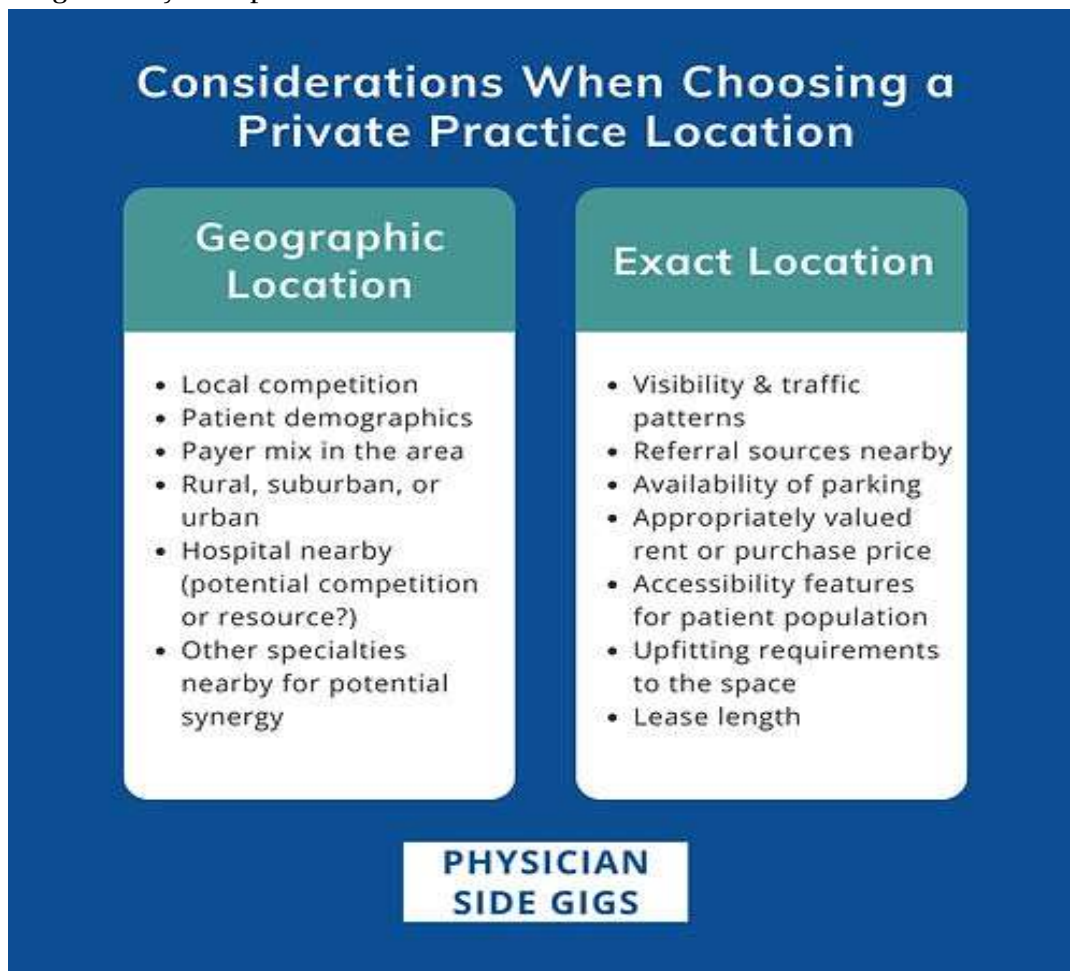 Considerations When Choosing a
Private Practice Location
Geographic
Location
• Local competition
• Patient demographics
• Payer mix in the area
• Rural, suburban, or
urban
• Hospital nearby
(potential competition
or resource?)
• Other specialties
nearby for potential
synergy
Exact Location
• Visibility & traffic
patterns
• Referral sources nearby
• Availability of parking
• Appropriately valued
rent or purchase price
• Accessibility features
for patient population
• Upfitting requirements
to the space
• Lease length
PHYSICIAN
SIDE GIGS